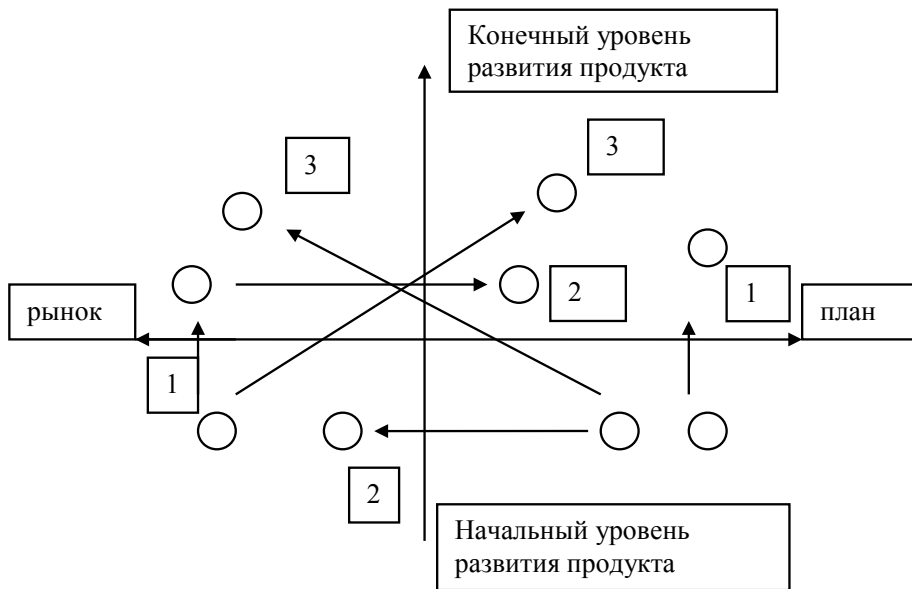 Конечный уровень
развития продукта
3
3
2
1
рынок
план
1
2
Начальный уровень
развития продукта